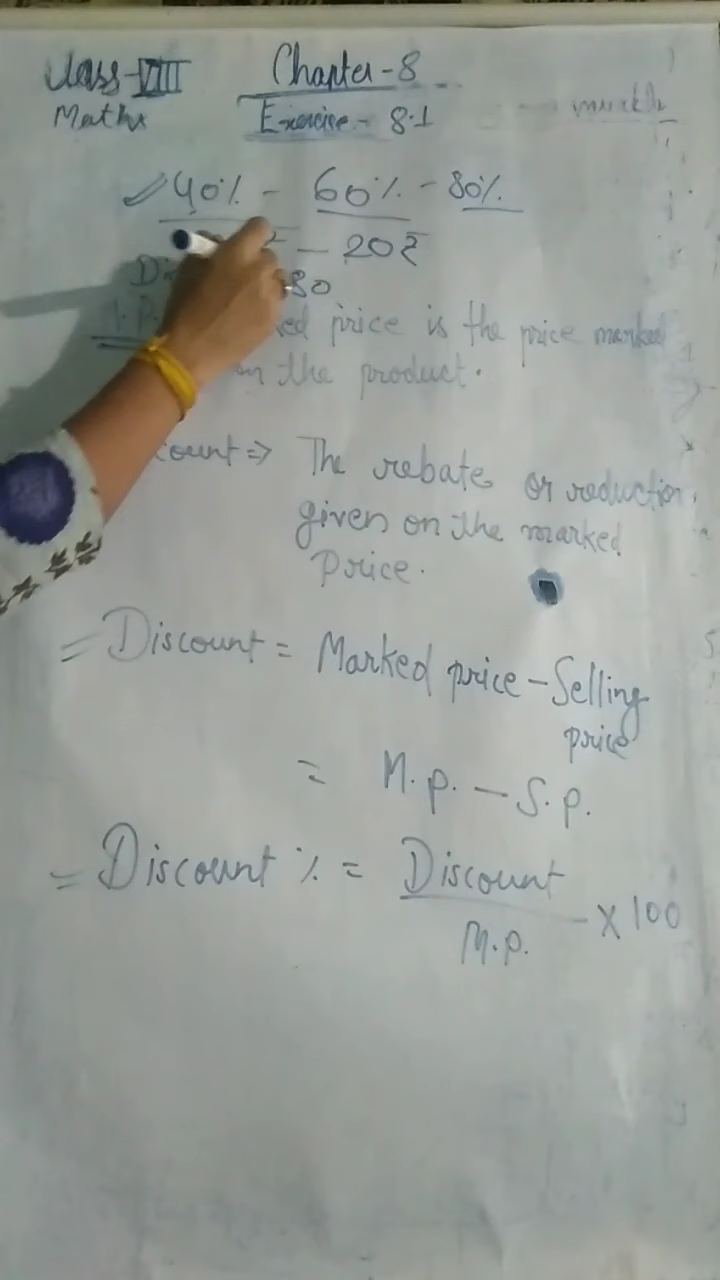 Class-VIII Chapter-8
Maths Exercise - 8.1
40% - 60% - 80%
- 20₹
80
price is the price marked
on the product.
The rebate or reduction
given on the marked
price.
= Discount = Marked price - Selling
price
= M.p. - S.p.
= Discount % = Discount
M.p. × 100